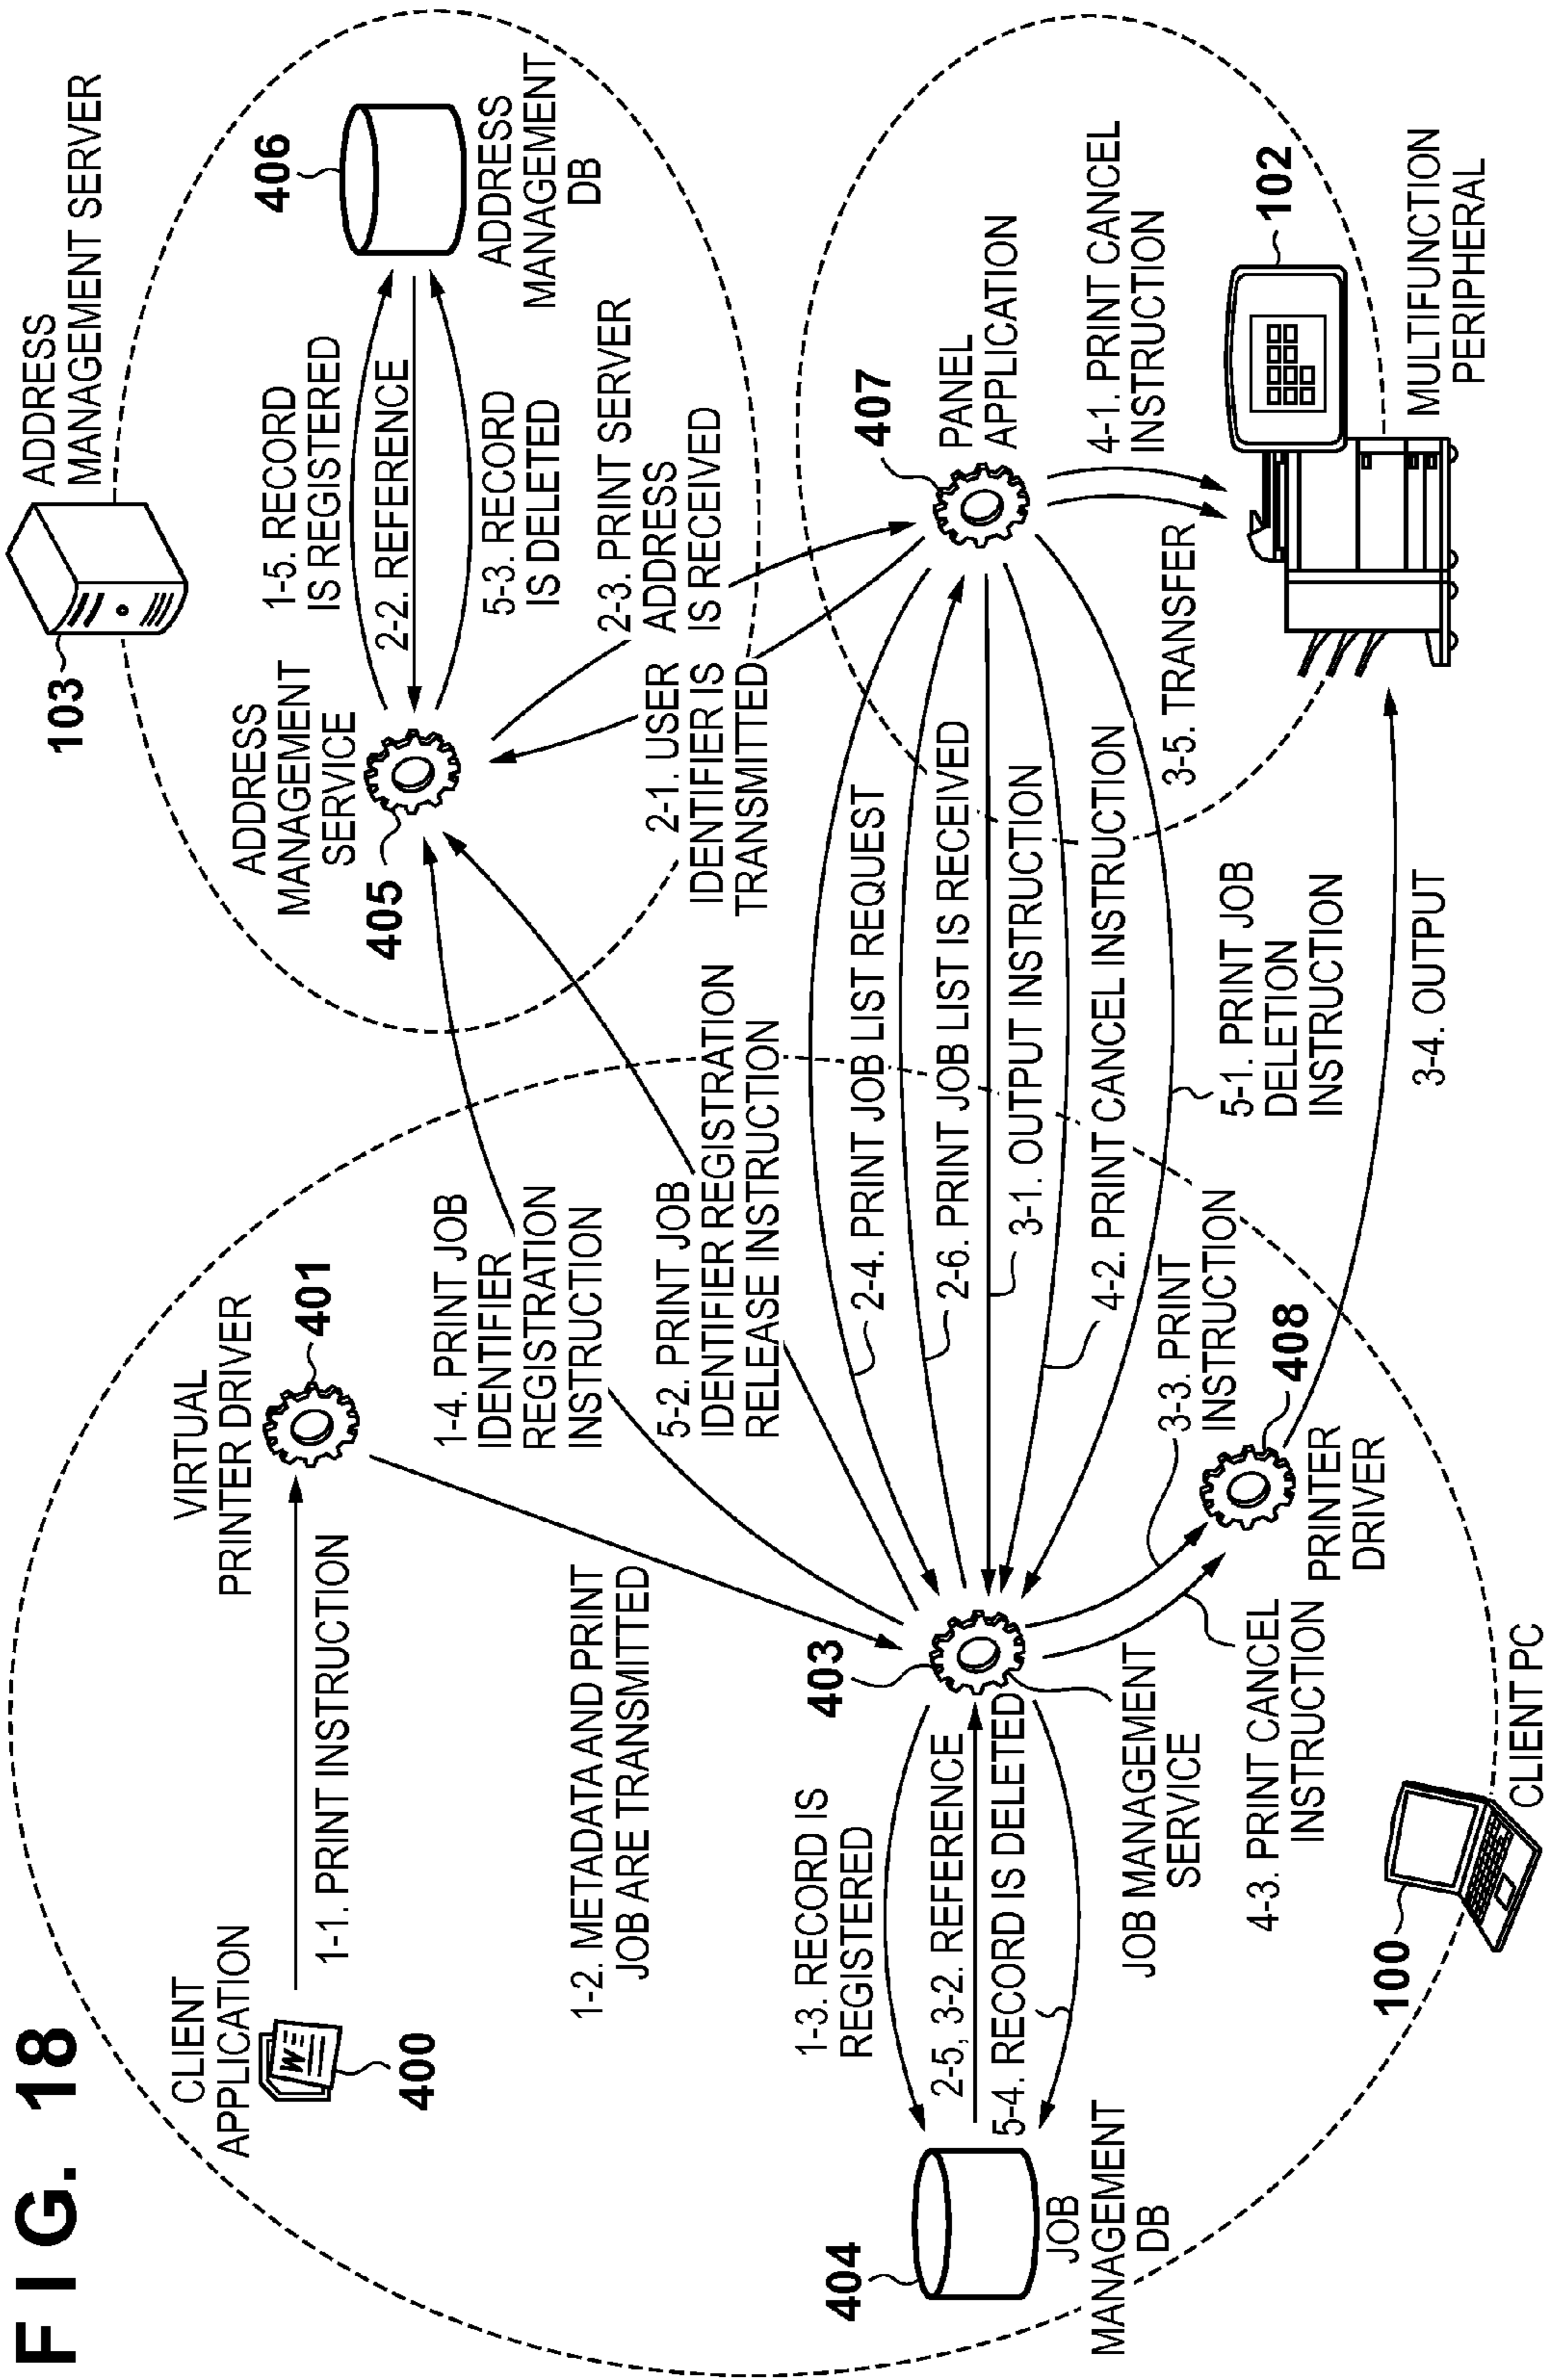 FIG. 18
ADDRESS
MANAGEMENT SERVER
103
406
ADDRESS
MANAGEMENT
DB
1-5. RECORD
IS REGISTERED
2-2. REFERENCE
5-3. RECORD
IS DELETED
ADDRESS
MANAGEMENT
SERVICE
405
2-3. PRINT SERVER
ADDRESS
IS RECEIVED
2-1. USER
IDENTIFIER IS
TRANSMITTED
CLIENT
APPLICATION
W
400
1-1. PRINT INSTRUCTION
VIRTUAL
PRINTER DRIVER
401
1-2. METADATA AND PRINT
JOB ARE TRANSMITTED
1-4. PRINT JOB
IDENTIFIER
REGISTRATION
INSTRUCTION
5-2. PRINT JOB
IDENTIFIER REGISTRATION
RELEASE INSTRUCTION
407
PANEL
APPLICATION
4-1. PRINT CANCEL
INSTRUCTION
3-5. TRANSFER
102
MULTIFUNCTION
PERIPHERAL
2-4. PRINT JOB LIST REQUEST
2-6. PRINT JOB LIST IS RECEIVED
3-1. OUTPUT INSTRUCTION
4-2. PRINT CANCEL INSTRUCTION
5-1. PRINT JOB
DELETION
INSTRUCTION
3-4. OUTPUT
403
JOB MANAGEMENT
SERVICE
1-3. RECORD IS
REGISTERED
2-5, 3-2. REFERENCE
5-4. RECORD IS DELETED
404
JOB
MANAGEMENT
DB
3-3. PRINT
INSTRUCTION
408
PRINTER
DRIVER
4-3. PRINT CANCEL
INSTRUCTION
100
CLIENT PC